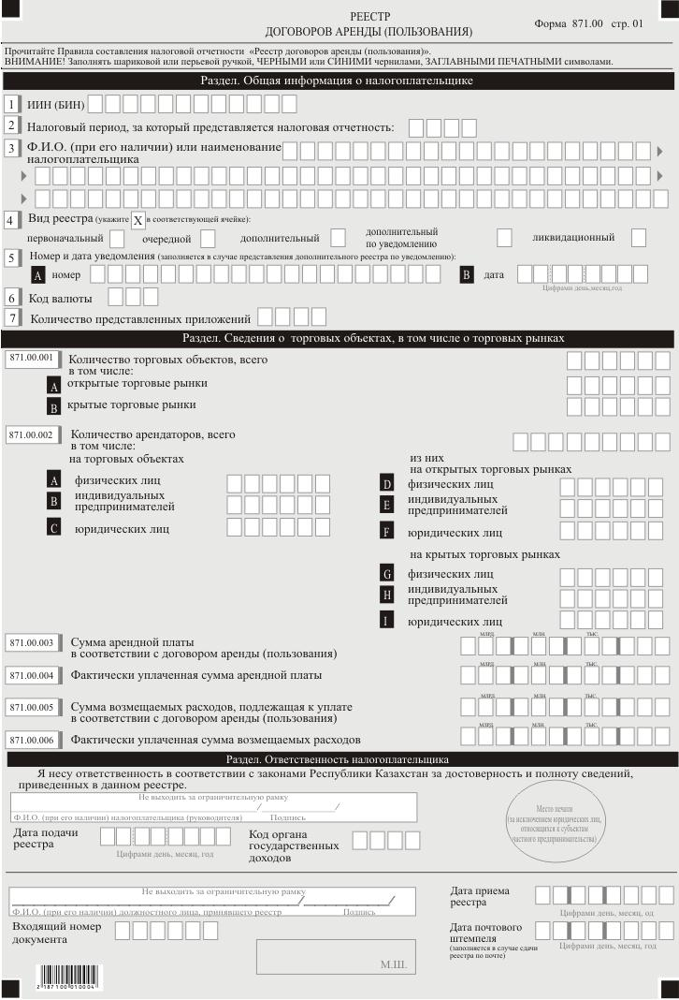 РЕЕСТР
ДОГОВОРОВ АРЕНДЫ (ПОЛЬЗОВАНИЯ)
Форма 871.00 стр. 01
Прочитайте Правила составления налоговой отчетности «Реестр договоров аренды (пользования)».
ВНИМАНИЕ! Заполнять шариковой или перьевой ручкой, ЧЕРНЫМИ или СИНИМИ чернилами, ЗАГЛАВНЫМИ ПЕЧАТНЫМИ символами.
Раздел. Общая информация о налогоплательщике
1 ИИН (БИН)
2 Налоговый период, за который представляется налоговая отчетность:
3 Ф.И.О. (при его наличии) или наименование
налогоплательщика
4 Вид реестра (укажите X в соответствующей ячейке):
первоначальный очередной дополнительный дополнительный
по уведомлению ликвидационный
5 Номер и дата уведомления (заполняется в случае представления дополнительного реестра по уведомлению):
A номер B дата
Цифрами день,месяц,год
6 Код валюты
7 Количество представленных приложений
Раздел. Сведения о торговых объектах, в том числе о торговых рынках
871.00.001 Количество торговых объектов, всего
в том числе:
A открытые торговые рынки
B крытые торговые рынки
871.00.002 Количество арендаторов, всего
в том числе:
на торговых объектах
A физических лиц
B индивидуальных
предпринимателей
C юридических лиц
из них
на открытых торговых рынках
D физических лиц
E индивидуальных
предпринимателей
F юридических лиц
на крытых торговых рынках
G физических лиц
H индивидуальных
предпринимателей
I юридических лиц
млрд. млн. тыс.
871.00.003 Сумма арендной платы
в соответствии с договором аренды (пользования)
млрд. млн. тыс.
871.00.004 Фактически уплаченная сумма арендной платы
млрд. млн. тыс.
871.00.005 Сумма возмещаемых расходов, подлежащая к уплате
в соответствии с договором аренды (пользования)
млрд. млн. тыс.
871.00.006 Фактически уплаченная сумма возмещаемых расходов
Раздел. Ответственность налогоплательщика
Я несу ответственность в соответствии с законами Республики Казахстан за достоверность и полноту сведений,
приведенных в данном реестре.
Не выходить за ограничительную рамку
/ /
Ф.И.О. (при его наличии) налогоплательщика (руководителя) Подпись
Место печати
(за исключением юридических лиц,
относящихся к субъектам
частного предпринимательства)
Дата подачи
реестра
Цифрами день, месяц, год
Код органа
государственных
доходов
Не выходить за ограничительную рамку
/ /
Ф.И.О. (при его наличии) должностного лица, принявшего реестр Подпись
Дата приема
реестра
Цифрами день, месяц, од
Входящий номер
документа
Дата почтового
штемпеля
(заполняется в случае сдачи
реестра по почте)
Цифрами день, месяц, год
М.Ш.
2 187100 010004